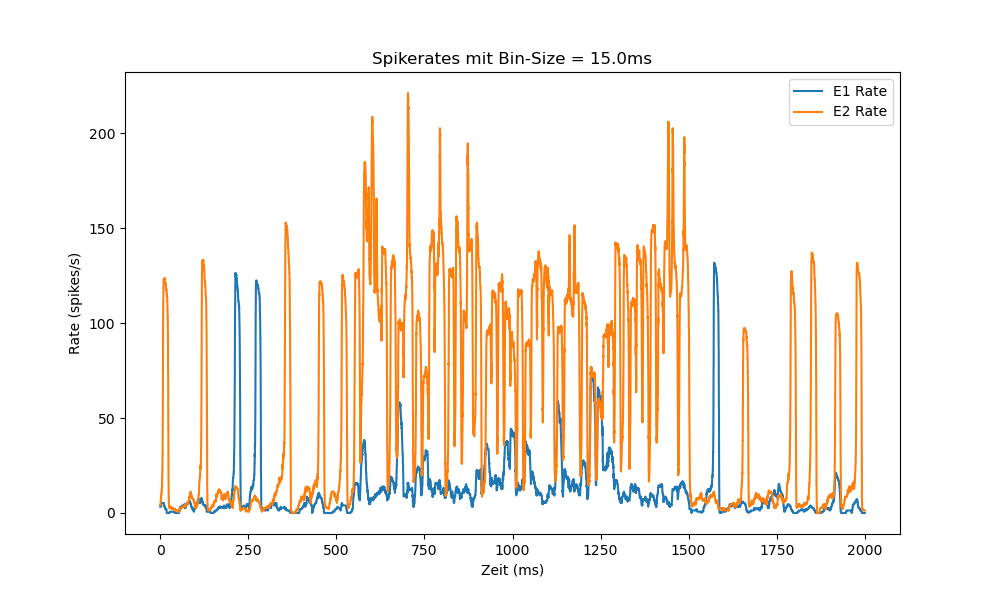 Spikerates mit Bin-Size = 15.0ms
E1 Rate
E2 Rate
Rate (spikes/s)
200
150
100
50
0
0 250 500 750 1000 1250 1500 1750 2000
Zeit (ms)